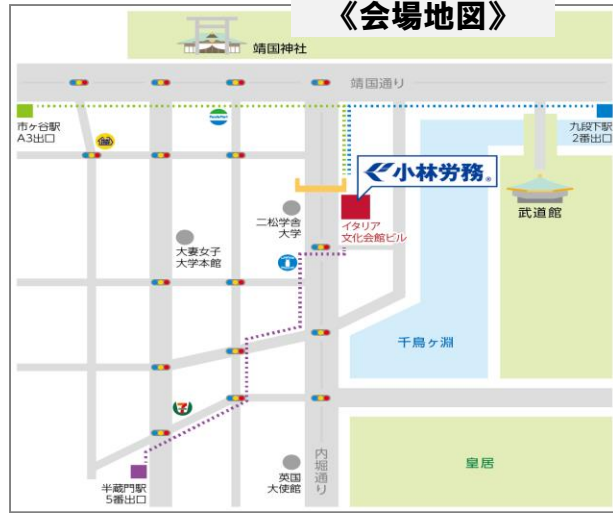 《会場地図》
靖国神社
靖国通り
市ヶ谷駅
A3出口
FamilyMart
九段下駅
2番出口
小林労務®
武道館
二松学舎
大学
イタリア
文化会館ビル
大妻女子
大学本館
千鳥ヶ淵
7
内堀通り
皇居
半蔵門駅
5番出口
英国
大使館